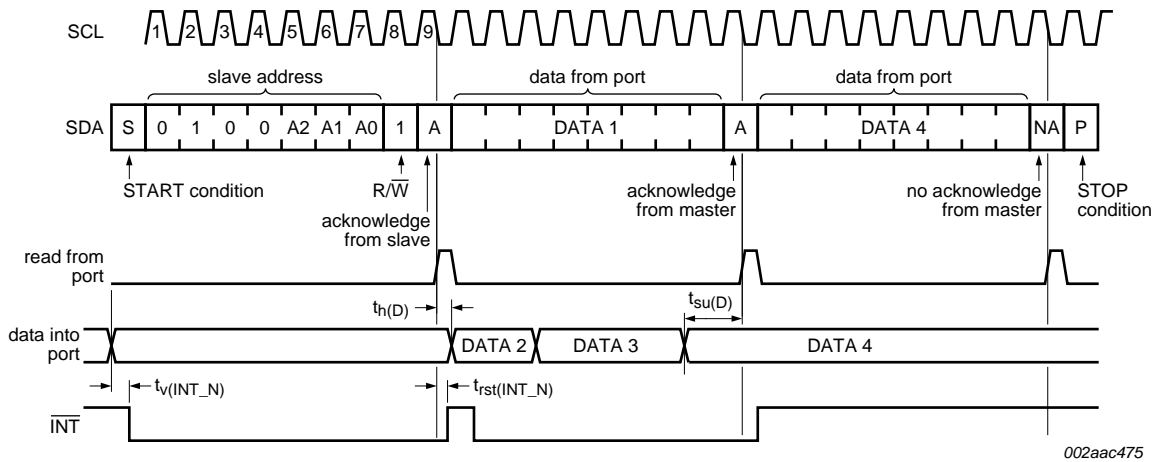 SCL
1 2 3 4 5 6 7 8 9
slave address
data from port
data from port
SDA
S 0 1 0 0 A2 A1 A0 1 A DATA 1 A DATA 4 NA P
START condition
R/W̅
acknowledge
from slave
acknowledge
from master
no acknowledge
from master
STOP
condition
read from
port
th(D)
tsu(D)
data into
port
DATA 2 DATA 3 DATA 4
tv(INT_N)
trst(INT_N)
I̅N̅T̅
002aac475